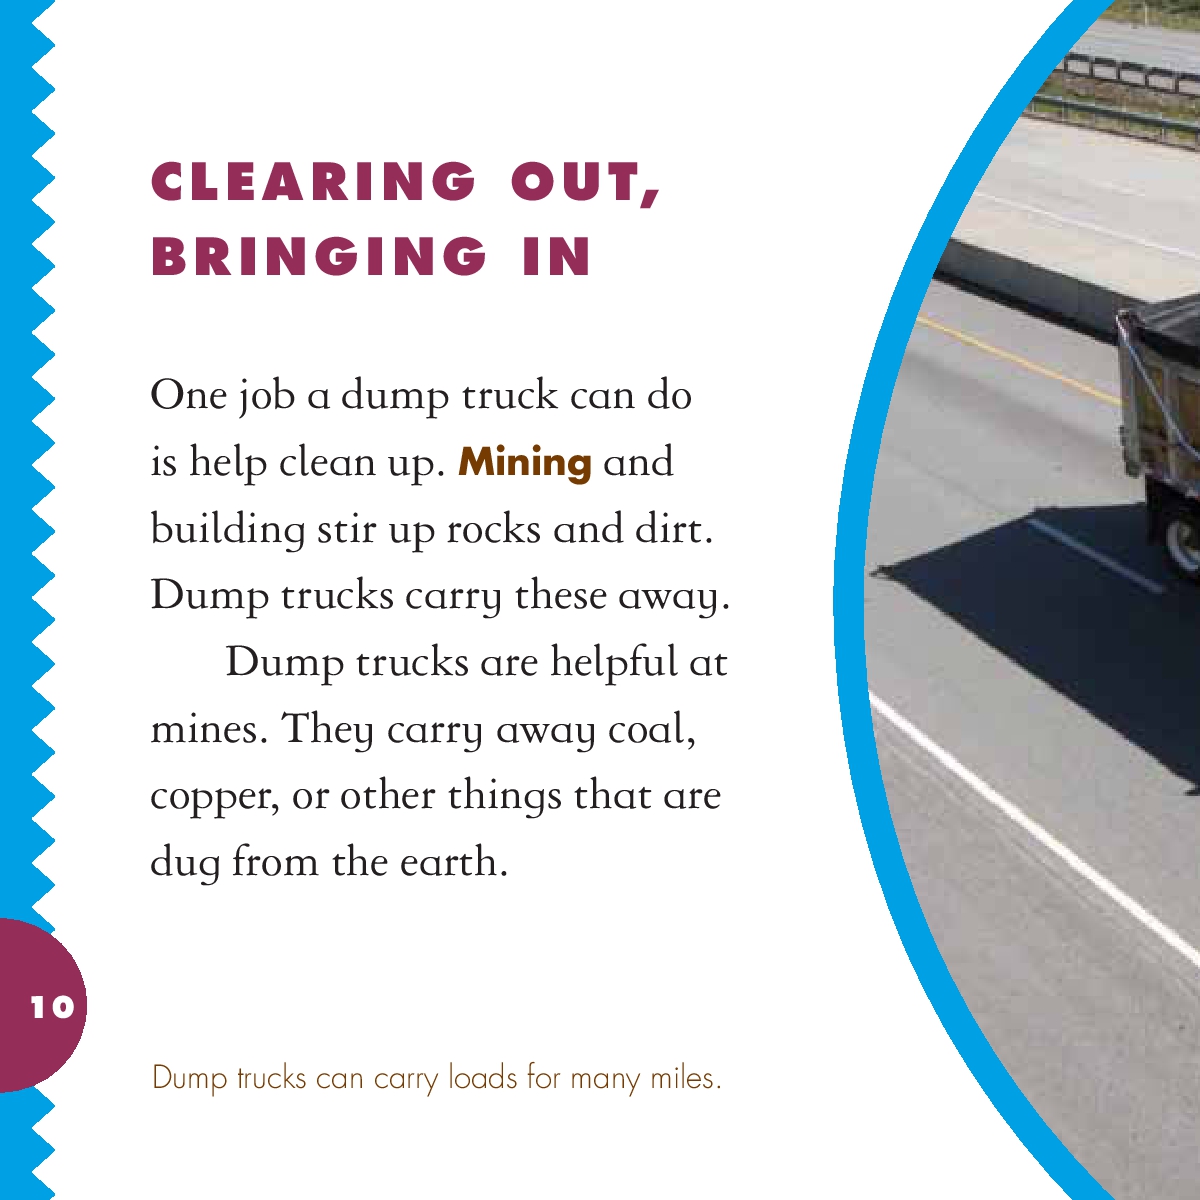 CLEARING OUT,
BRINGING IN
One job a dump truck can do
is help clean up. Mining and
building stir up rocks and dirt.
Dump trucks carry these away.
Dump trucks are helpful at
mines. They carry away coal,
copper, or other things that are
dug from the earth.
10
Dump trucks can carry loads for many miles.